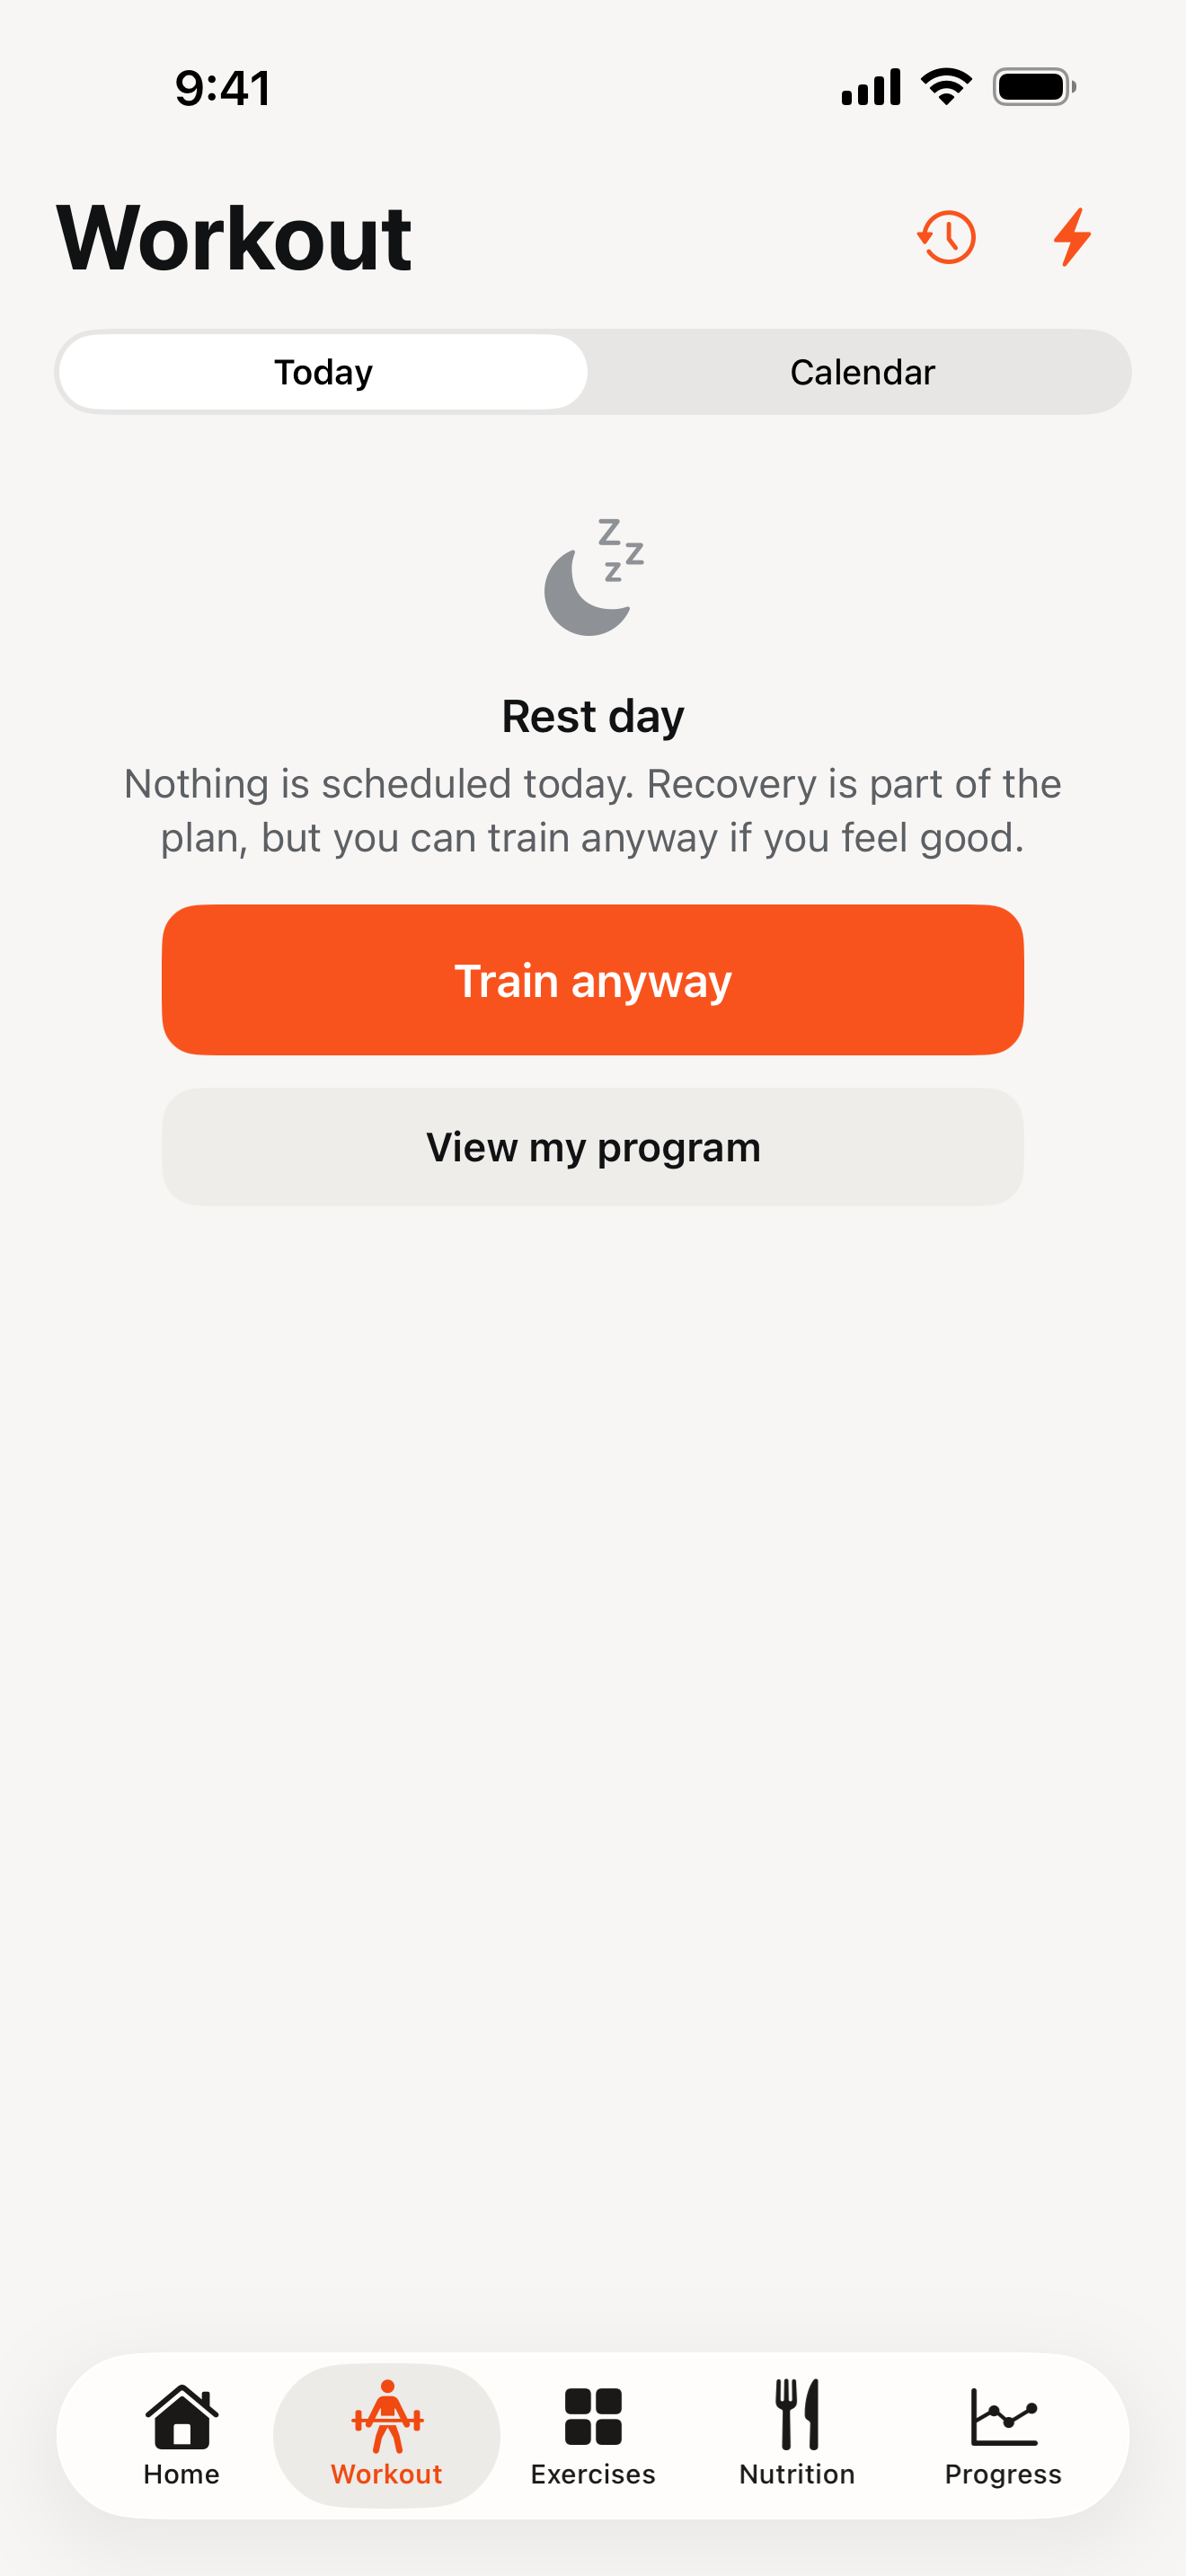 9:41
Workout
Today
Calendar
z
z
z
Rest day
Nothing is scheduled today. Recovery is part of the
plan, but you can train anyway if you feel good.
Train anyway
View my program
Home
Workout
Exercises
Nutrition
Progress